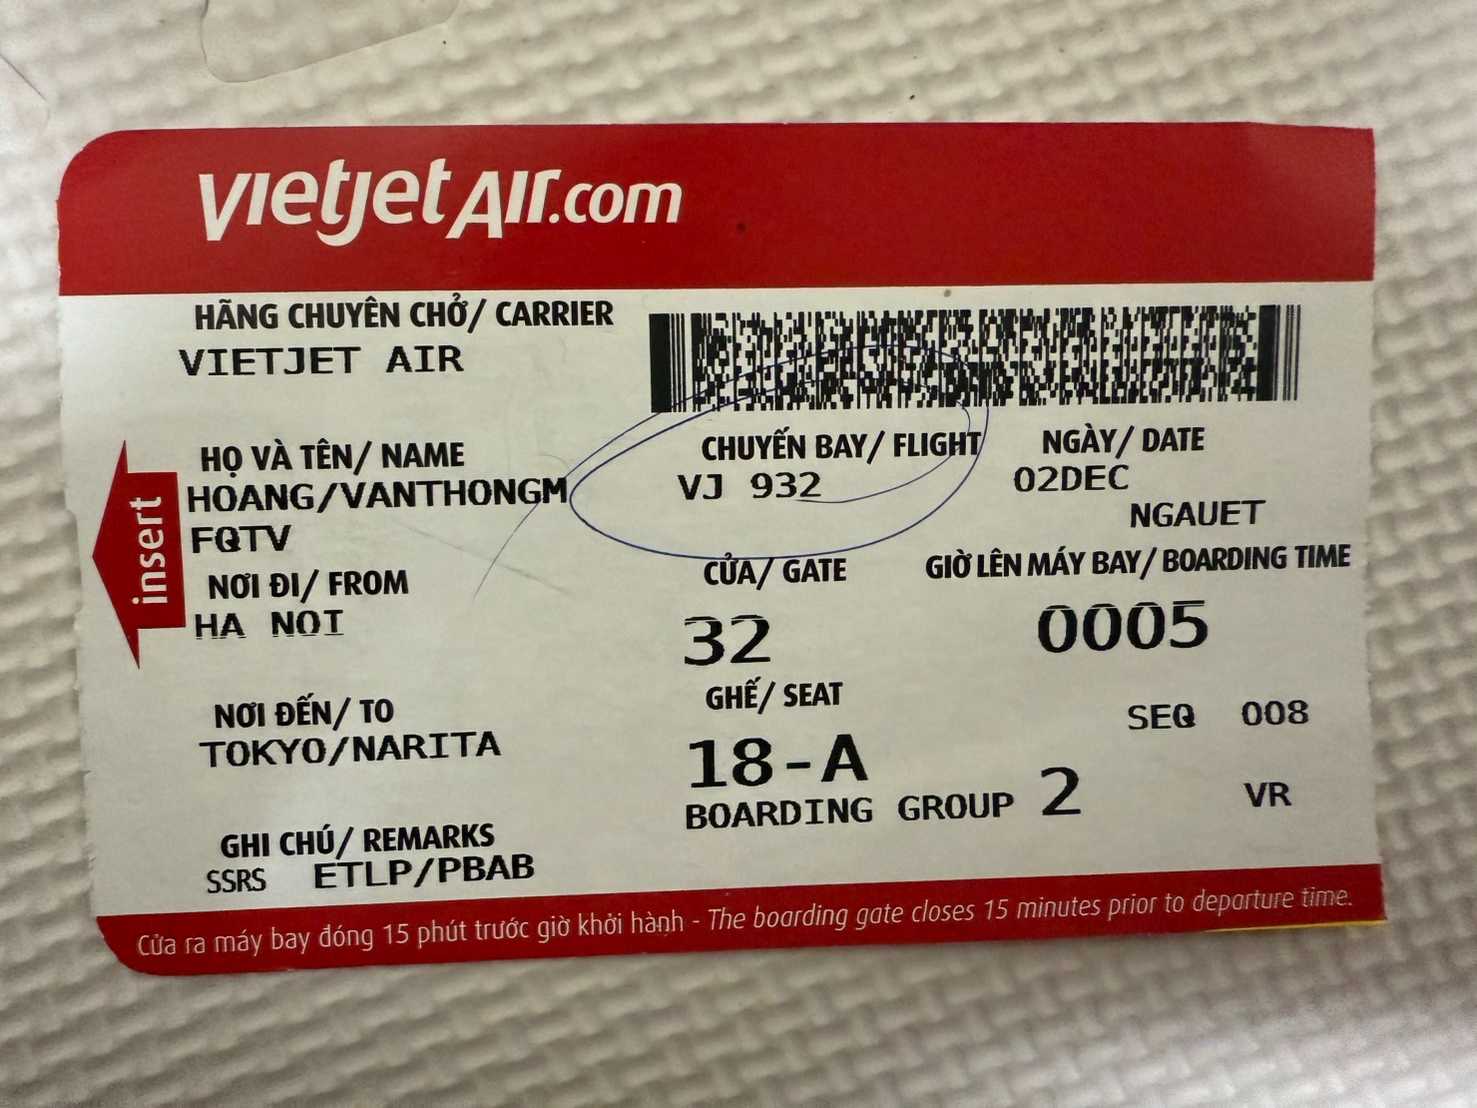 vietjetAir.com
HÃNG CHUYÊN CHỞ/ CARRIER
VIETJET AIR
HỌ VÀ TÊN/ NAME
HOANG/VANTHONGM
FQTV
NƠI ĐI/ FROM
HA NOI
NƠI ĐẾN/ TO
TOKYO/NARITA
GHI CHÚ/ REMARKS
SSRS ETLP/PBAB
insert
CHUYẾN BAY/ FLIGHT
VJ 932
NGÀY/ DATE
02DEC
NGAUET
CỬA/ GATE
32
GIỜ LÊN MÁY BAY/ BOARDING TIME
0005
GHẾ/ SEAT
18-A
SEQ 008
BOARDING GROUP 2
VR
Cửa ra máy bay đóng 15 phút trước giờ khởi hành - The boarding gate closes 15 minutes prior to departure time.